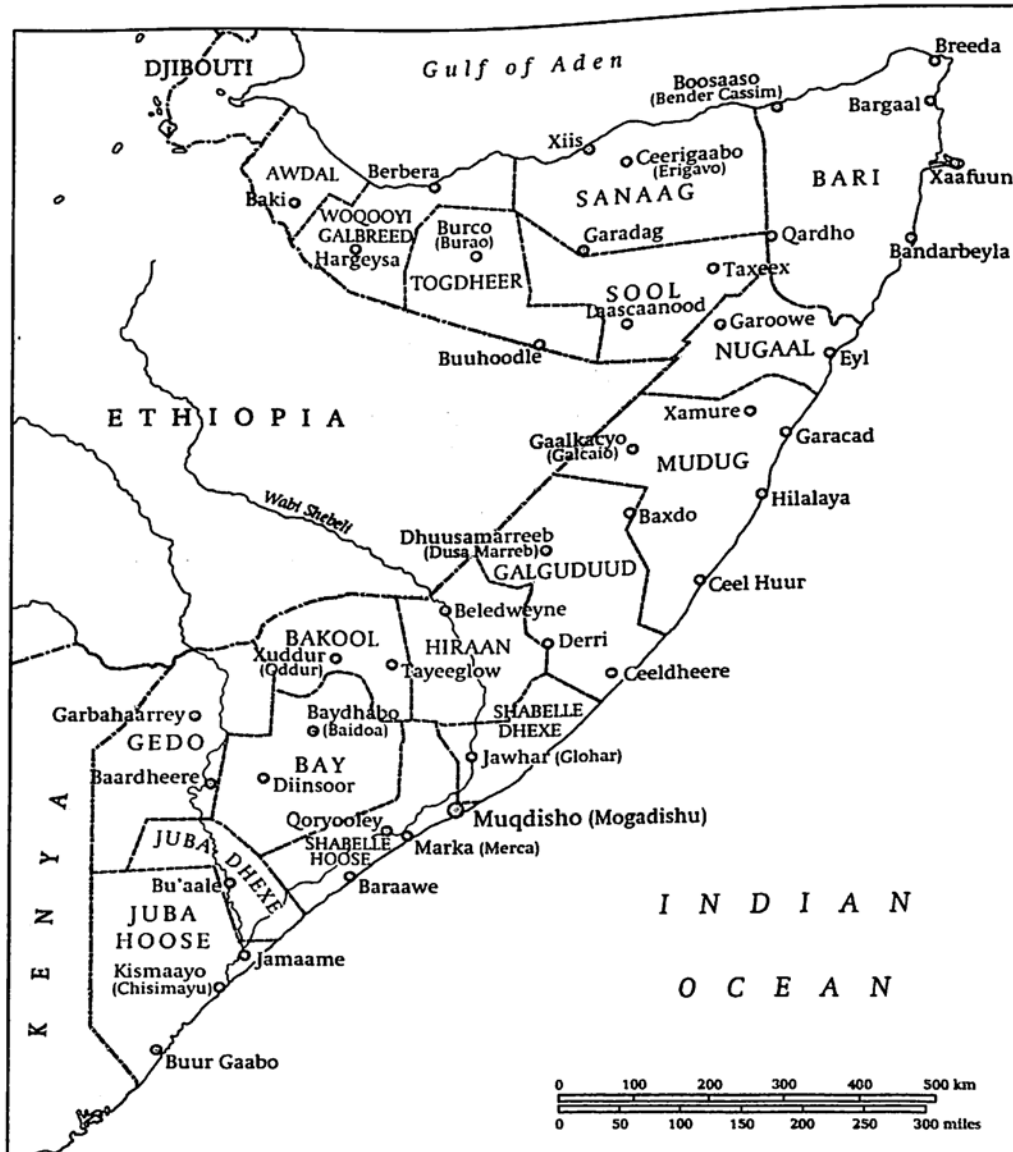 DJIBOUTI
Gulf of Aden
Breeda
Boosaaso
(Bender Cassim)
Bargaal
Xiis
Ceerigaabo
(Erigavo)
AWDAL
Berbera
SANAAG
BARI
Xaafuun
Baki
WOQOOYI
GALBREED
Hargeysa
Burco
(Burao)
TOGDHEER
Garadag
Qardho
Bandarbeyla
Taxeex
SOOL
Laascaanood
Garoowe
NUGAAL
Buuhoodle
Eyl
ETHIOPIA
Xamure
Garacad
Gaalkacyo
(Galcaio)
MUDUG
Hilalaya
Wabi Shebeli
Baxdo
Dhuusamarreeb
(Dusa Marreb)
GALGUDUUD
Ceel Huur
Beledweyne
BAKOOL
HIRAAN
Derri
Xuddur
(Oddur)
Tayeeglow
Ceeldheere
Garbahaarrey
GEDO
Baydhabo
(Baidoa)
SHABELLE
DHEXE
Jawhar (Glohar)
BAY
Baardheere
Diinsoor
Qoryooley
Muqdisho (Mogadishu)
SHABELLE
HOOSE
Marka (Merca)
JUBA
DHEXE
Bu'aale
Baraawe
JUBA
HOOSE
KENYA
INDIAN
OCEAN
Jamaame
Kismaayo
(Chisimayu)
Buur Gaabo
0 100 200 300 400 500 km
0 50 100 150 200 250 300 miles